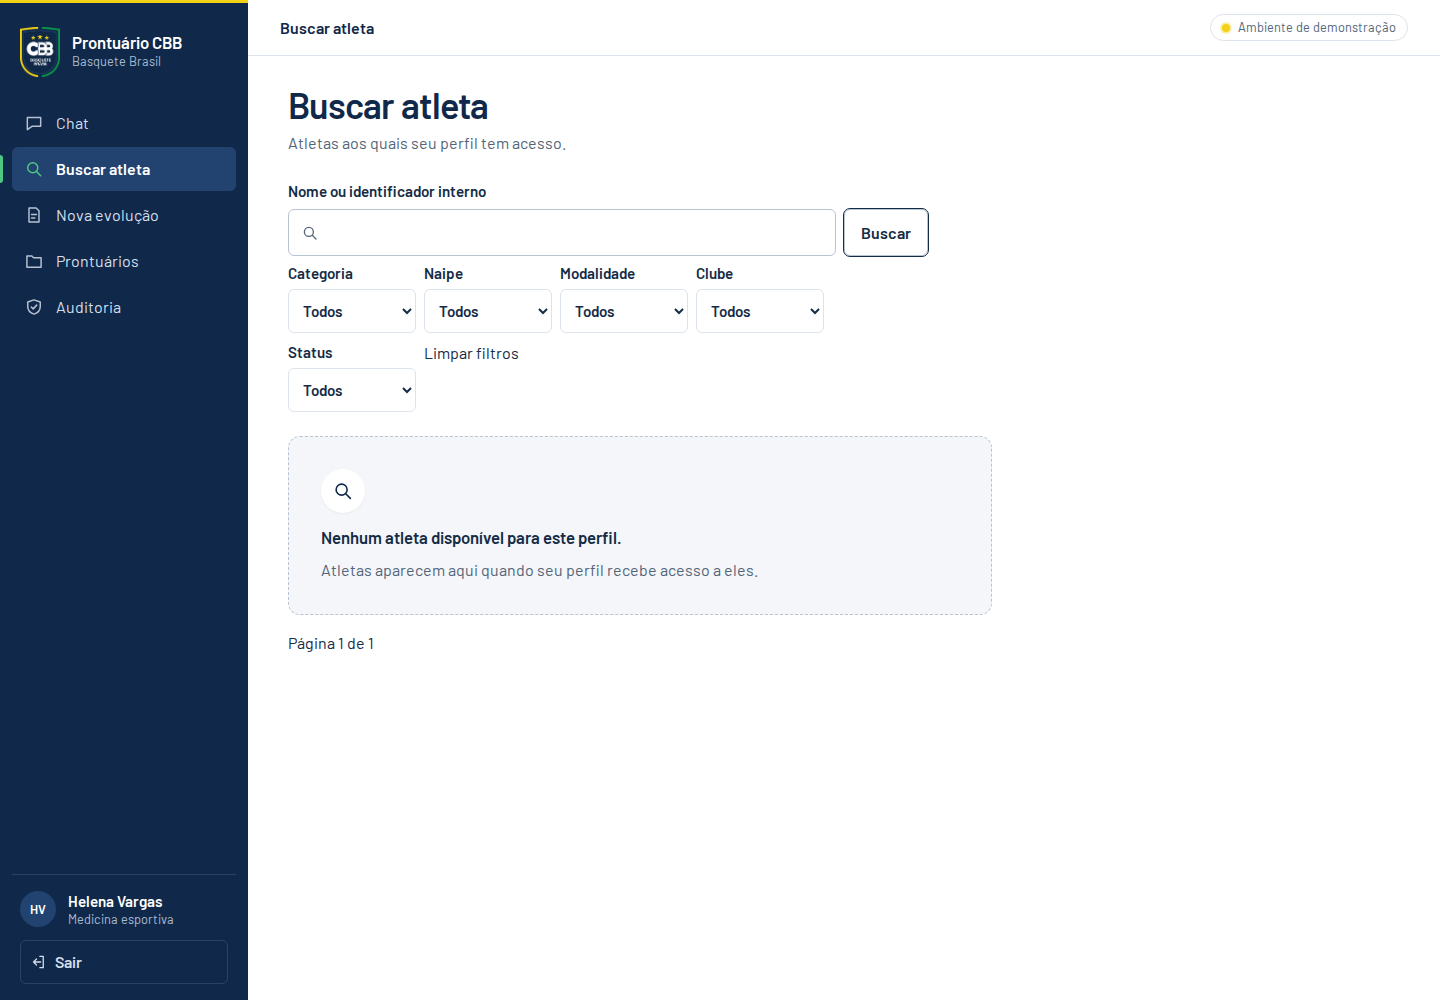 CBB
BASQUETE
BRASIL
Prontuário CBB
Basquete Brasil
Chat
Buscar atleta
Nova evolução
Prontuários
Auditoria
HV
Helena Vargas
Medicina esportiva
Sair
Buscar atleta
Ambiente de demonstração
Buscar atleta
Atletas aos quais seu perfil tem acesso.
Nome ou identificador interno
Buscar
Categoria Naipe Modalidade Clube
Todos Todos Todos Todos
Status Limpar filtros
Todos
Nenhum atleta disponível para este perfil.
Atletas aparecem aqui quando seu perfil recebe acesso a eles.
Página 1 de 1